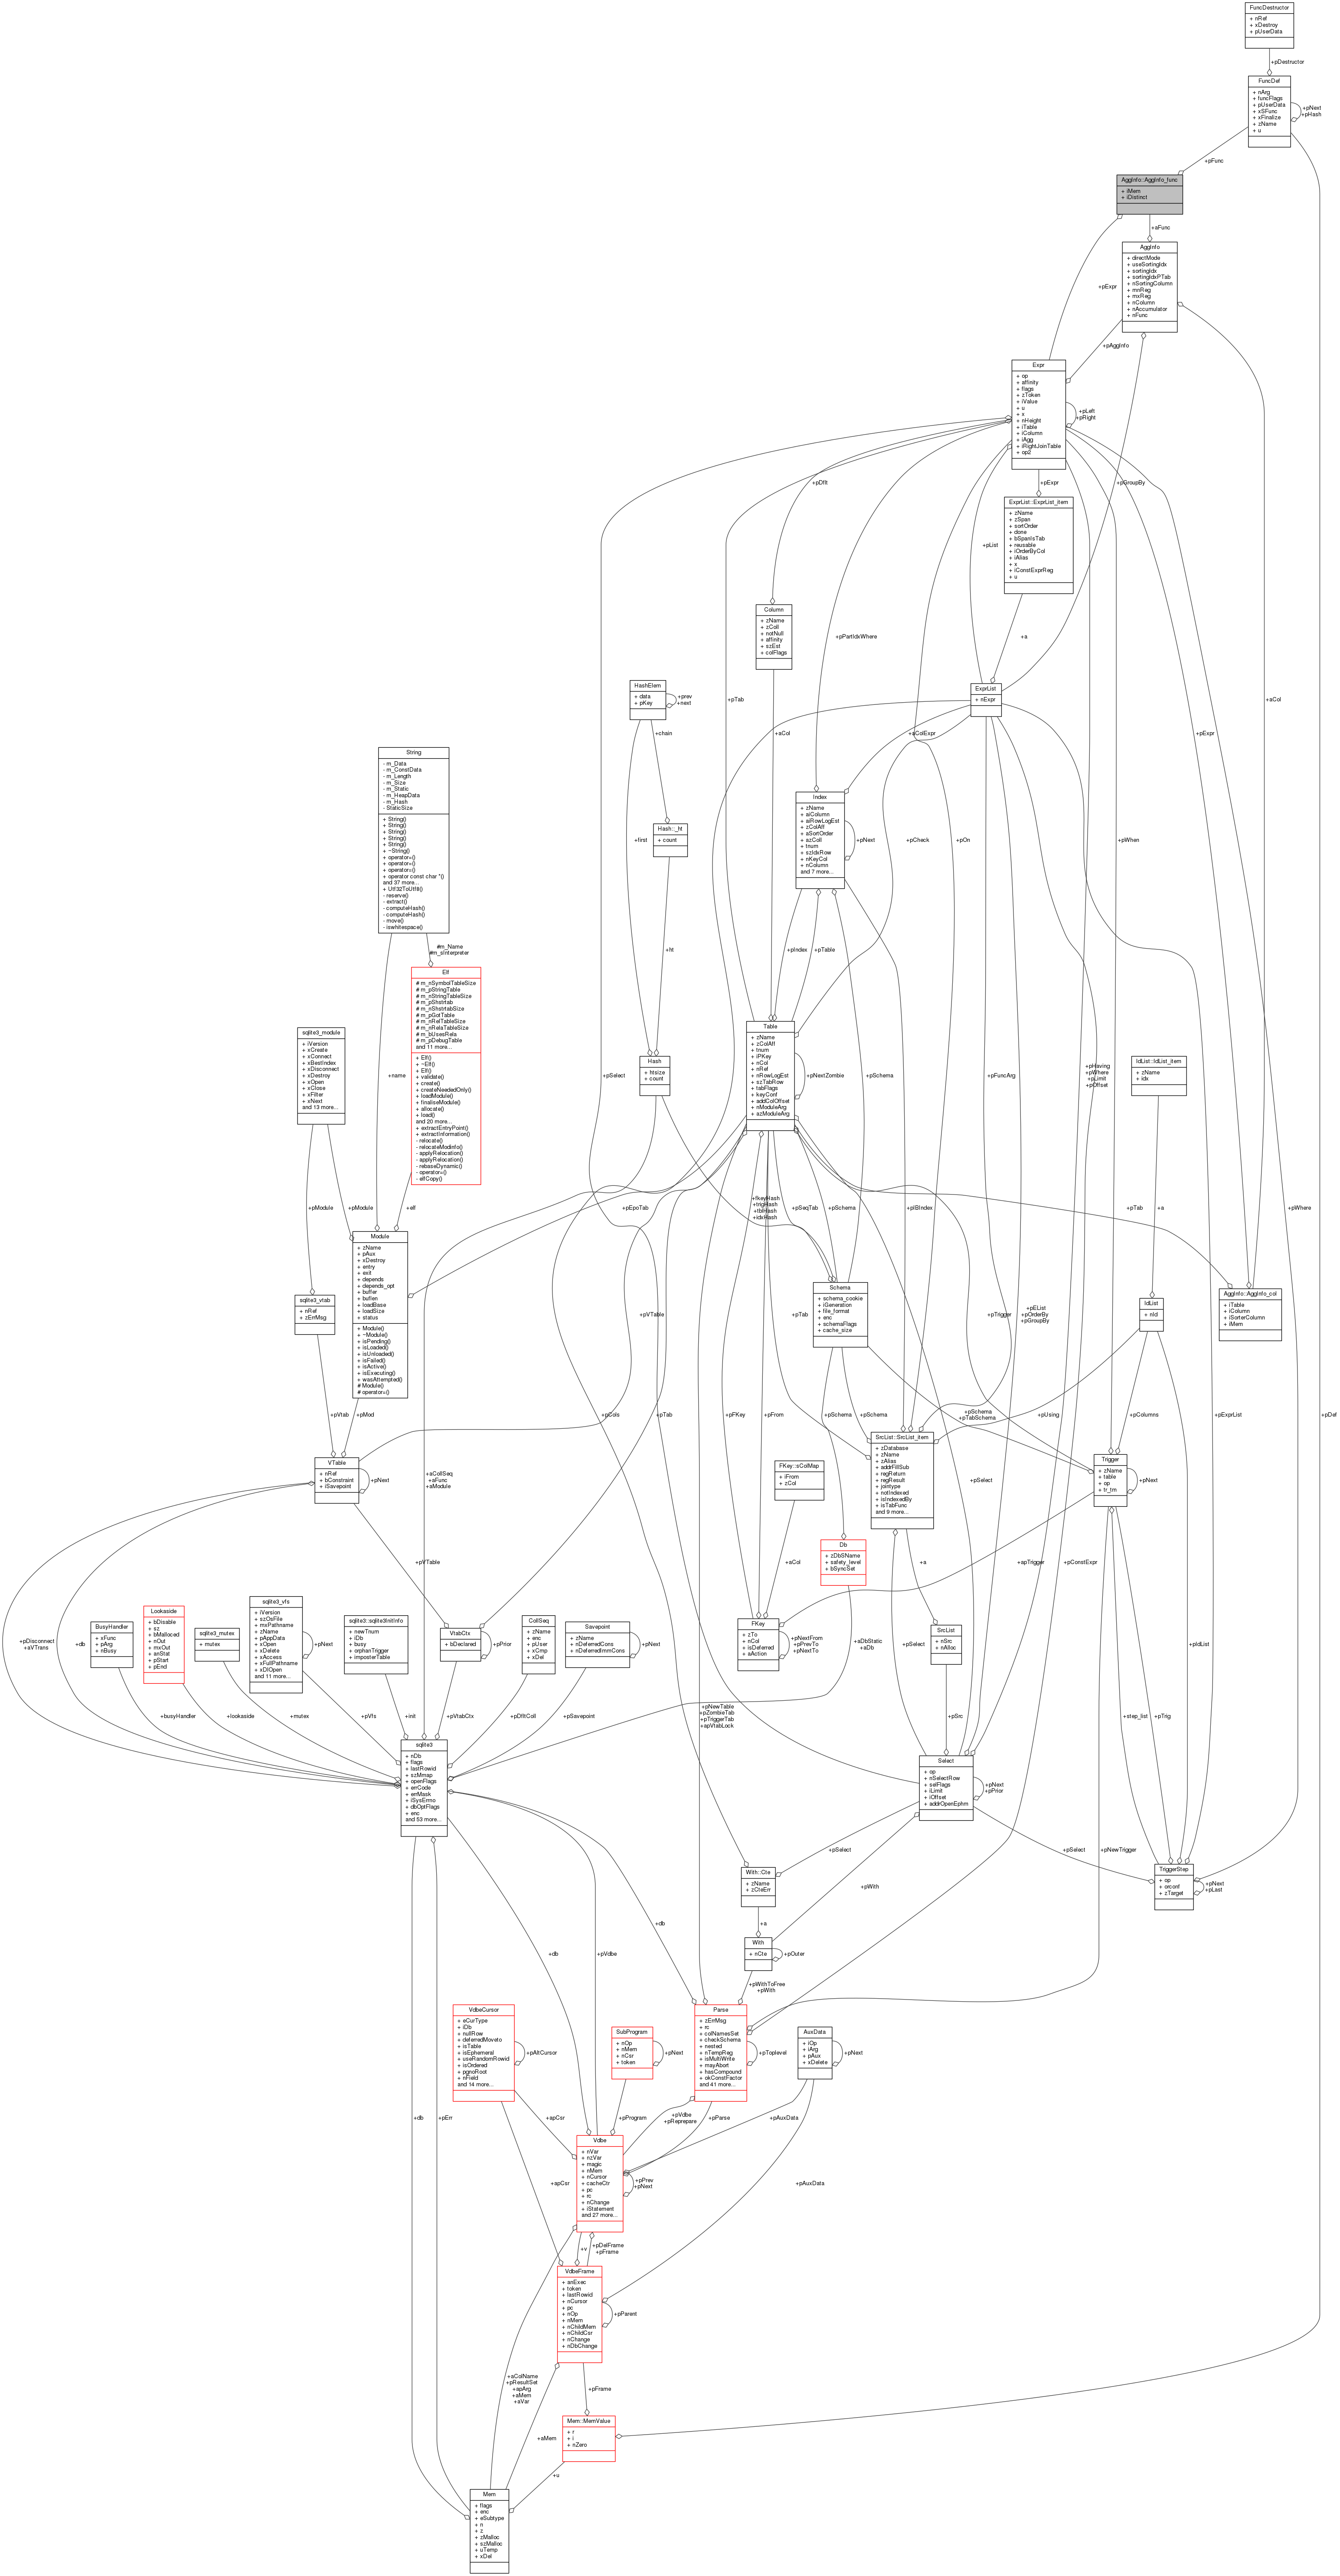 FuncDestructor
+ nRef
+ xDestroy
+ pUserData
+pDestructor
FuncDef
+ nArg
+ funcFlags
+ pUserData
+ xSFunc
+ xFinalize
+ zName
+ u
+pNext
+pHash
+pFunc
AggInfo::AggInfo_func
+ iMem
+ iDistinct
+aFunc
AggInfo
+ directMode
+ useSortingIdx
+ sortingIdx
+ sortingIdxPTab
+ nSortingColumn
+ mnReg
+ mxReg
+ nColumn
+ nAccumulator
+ nFunc
+pExpr
+pAggInfo
Expr
+ op
+ affinity
+ flags
+ zToken
+ iValue
+ u
+ x
+ nHeight
+ iTable
+ iColumn
+ iAgg
+ iRightJoinTable
+ op2
+pLeft
+pRight
+pDflt
+pExpr
+pGroupBy
ExprList::ExprList_item
+ zName
+ zSpan
+ sortOrder
+ done
+ bSpanIsTab
+ reusable
+ iOrderByCol
+ iAlias
+ x
+ iConstExprReg
+ u
+pList
Column
+ zName
+ zColl
+ notNull
+ affinity
+ szEst
+ colFlags
+pPartIdxWhere
+a
HashElem
+ data
+ pKey
+prev
+next
+pTab
ExprList
+ nExpr
+aCol
+chain
+aCol
+aColExpr
+pExpr
String
- m_Data
- m_ConstData
- m_Length
- m_Size
- m_Static
- m_HeapData
- m_Hash
- StaticSize
+ String()
+ String()
+ String()
+ String()
+ String()
+ ~String()
+ operator=()
+ operator=()
+ operator=()
+ operator const char *()
and 37 more...
+ Utf32ToUtf8()
- reserve()
- extract()
- computeHash()
- computeHash()
- move()
- iswhitespace()
Index
+ zName
+ aiColumn
+ aiRowLogEst
+ zColAff
+ aSortOrder
+ azColl
+ tnum
+ szIdxRow
+ nKeyCol
+ nColumn
and 7 more...
+pNext
Hash::_ht
+ count
+first
+pCheck
+pOn
+pWhen
+ht
+pIndex
+pTable
#m_Name
#m_sInterpreter
Elf
# m_nSymbolTableSize
# m_pStringTable
# m_nStringTableSize
# m_pShstrtab
# m_nShstrtabSize
# m_pGotTable
# m_nRelTableSize
# m_nRelaTableSize
# m_bUsesRela
# m_pDebugTable
and 11 more...
+ Elf()
+ ~Elf()
+ Elf()
+ validate()
+ create()
+ createNeededOnly()
+ loadModule()
+ finaliseModule()
+ allocate()
+ load()
and 20 more...
+ extractEntryPoint()
+ extractInformation()
- relocate()
- relocateModInfo()
- applyRelocation()
- applyRelocation()
- rebaseDynamic()
- operator=()
- elfCopy()
sqlite3_module
+ iVersion
+ xCreate
+ xConnect
+ xBestIndex
+ xDisconnect
+ xDestroy
+ xOpen
+ xClose
+ xFilter
+ xNext
and 13 more...
+name
Table
+ zName
+ zColAff
+ tnum
+ iPKey
+ nCol
+ nRef
+ nRowLogEst
+ szTabRow
+ tabFlags
+ keyConf
+ addColOffset
+ nModuleArg
+ azModuleArg
+pNextZombie
Hash
+ htsize
+ count
+pSelect
+pSchema
+pFuncArg
+pHaving
+pWhere
+pLimit
+pOffset
IdList::IdList_item
+ zName
+ idx
+elf
+pModule
+pModule
+pEpoTab
+fkeyHash
+trigHash
+tblHash
+idxHash
+pSeqTab
+pSchema
+pIBIndex
+a
+pTab
+pWhere
Module
+ zName
+ pAux
+ xDestroy
+ entry
+ exit
+ depends
+ depends_opt
+ buffer
+ buflen
+ loadBase
+ loadSize
+ status
+ Module()
+ ~Module()
+ isPending()
+ isLoaded()
+ isUnloaded()
+ isFailed()
+ isActive()
+ isExecuting()
+ wasAttempted()
# Module()
# operator=()
sqlite3_vtab
+ nRef
+ zErrMsg
+pVTable
+pTab
Schema
+ schema_cookie
+ iGeneration
+ file_format
+ enc
+ schemaFlags
+ cache_size
+pTrigger
+pEList
+pOrderBy
+pGroupBy
IdList
+ nId
AggInfo::AggInfo_col
+ iTable
+ iColumn
+ iSorterColumn
+ iMem
+pVtab
+pMod
+pCols
+pTab
+pFKey
+pFrom
+pSchema
+pSchema
+pSchema
+pTabSchema
+pUsing
+pColumns
+pExprList
+pDef
VTable
+ nRef
+ bConstraint
+ iSavepoint
+pNext
+aCollSeq
+aFunc
+aModule
FKey::sColMap
+ iFrom
+ zCol
SrcList::SrcList_item
+ zDatabase
+ zName
+ zAlias
+ addrFillSub
+ regReturn
+ regResult
+ jointype
+ notIndexed
+ isIndexedBy
+ isTabFunc
and 9 more...
+pSelect
Trigger
+ zName
+ table
+ op
+ tr_tm
+pNext
+pVTable
+aCol
Db
+ zDbSName
+ safety_level
+ bSyncSet
+a
+apTrigger
+pConstExpr
sqlite3_vfs
+ iVersion
+ szOsFile
+ mxPathname
+ zName
+ pAppData
+ xOpen
+ xDelete
+ xAccess
+ xFullPathname
+ xDlOpen
and 11 more...
+pNext
Lookaside
+ bDisable
+ sz
+ bMalloced
+ nOut
+ mxOut
+ anStat
+ pStart
+ pEnd
BusyHandler
+ xFunc
+ pArg
+ nBusy
sqlite3_mutex
+ mutex
sqlite3::sqlite3InitInfo
+ newTnum
+ iDb
+ busy
+ orphanTrigger
+ imposterTable
VtabCtx
+ bDeclared
+pPrior
CollSeq
+ zName
+ enc
+ pUser
+ xCmp
+ xDel
Savepoint
+ zName
+ nDeferredCons
+ nDeferredImmCons
+pNext
FKey
+ zTo
+ nCol
+ isDeferred
+ aAction
+pNextFrom
+pPrevTo
+pNextTo
SrcList
+ nSrc
+ nAlloc
+pDisconnect
+aVTrans
+db
+aDbStatic
+aDb
+pSelect
+pIdList
+busyHandler
+lookaside
+mutex
+pVfs
+init
+pVtabCtx
+pDfltColl
+pSavepoint
+pNewTable
+pZombieTab
+pTriggerTab
+apVtabLock
+pSrc
+step_list
+pTrig
sqlite3
+ nDb
+ flags
+ lastRowid
+ szMmap
+ openFlags
+ errCode
+ errMask
+ iSysErrno
+ dbOptFlags
+ enc
and 53 more...
Select
+ op
+ nSelectRow
+ selFlags
+ iLimit
+ iOffset
+ addrOpenEphm
+pNext
+pPrior
+pSelect
+pSelect
+pNewTrigger
With::Cte
+ zName
+ zCteErr
+pWith
TriggerStep
+ op
+ orconf
+ zTarget
+pNext
+pLast
+a
With
+ nCte
+pOuter
+db
+pVdbe
+db
+pWithToFree
+pWith
VdbeCursor
+ eCurType
+ iDb
+ nullRow
+ deferredMoveto
+ isTable
+ isEphemeral
+ useRandomRowid
+ isOrdered
+ pgnoRoot
+ nField
and 14 more...
+pAltCursor
SubProgram
+ nOp
+ nMem
+ nCsr
+ token
+pNext
Parse
+ zErrMsg
+ rc
+ colNamesSet
+ checkSchema
+ nested
+ nTempReg
+ isMultiWrite
+ mayAbort
+ hasCompound
+ okConstFactor
and 41 more...
+pToplevel
AuxData
+ iOp
+ iArg
+ pAux
+ xDelete
+pNext
+db
+pErr
+apCsr
+pProgram
+pVdbe
+pReprepare
+pParse
+pAuxData
Vdbe
+ nVar
+ nzVar
+ magic
+ nMem
+ nCursor
+ cacheCtr
+ pc
+ rc
+ nChange
+ iStatement
and 27 more...
+pPrev
+pNext
+apCsr
+pAuxData
+v
+pDelFrame
+pFrame
VdbeFrame
+ anExec
+ token
+ lastRowid
+ nCursor
+ pc
+ nOp
+ nMem
+ nChildMem
+ nChildCsr
+ nChange
+ nDbChange
+pParent
+aColName
+pResultSet
+apArg
+aMem
+aVar
+pFrame
+aMem
Mem::MemValue
+ r
+ i
+ nZero
+u
Mem
+ flags
+ enc
+ eSubtype
+ n
+ z
+ zMalloc
+ szMalloc
+ uTemp
+ xDel